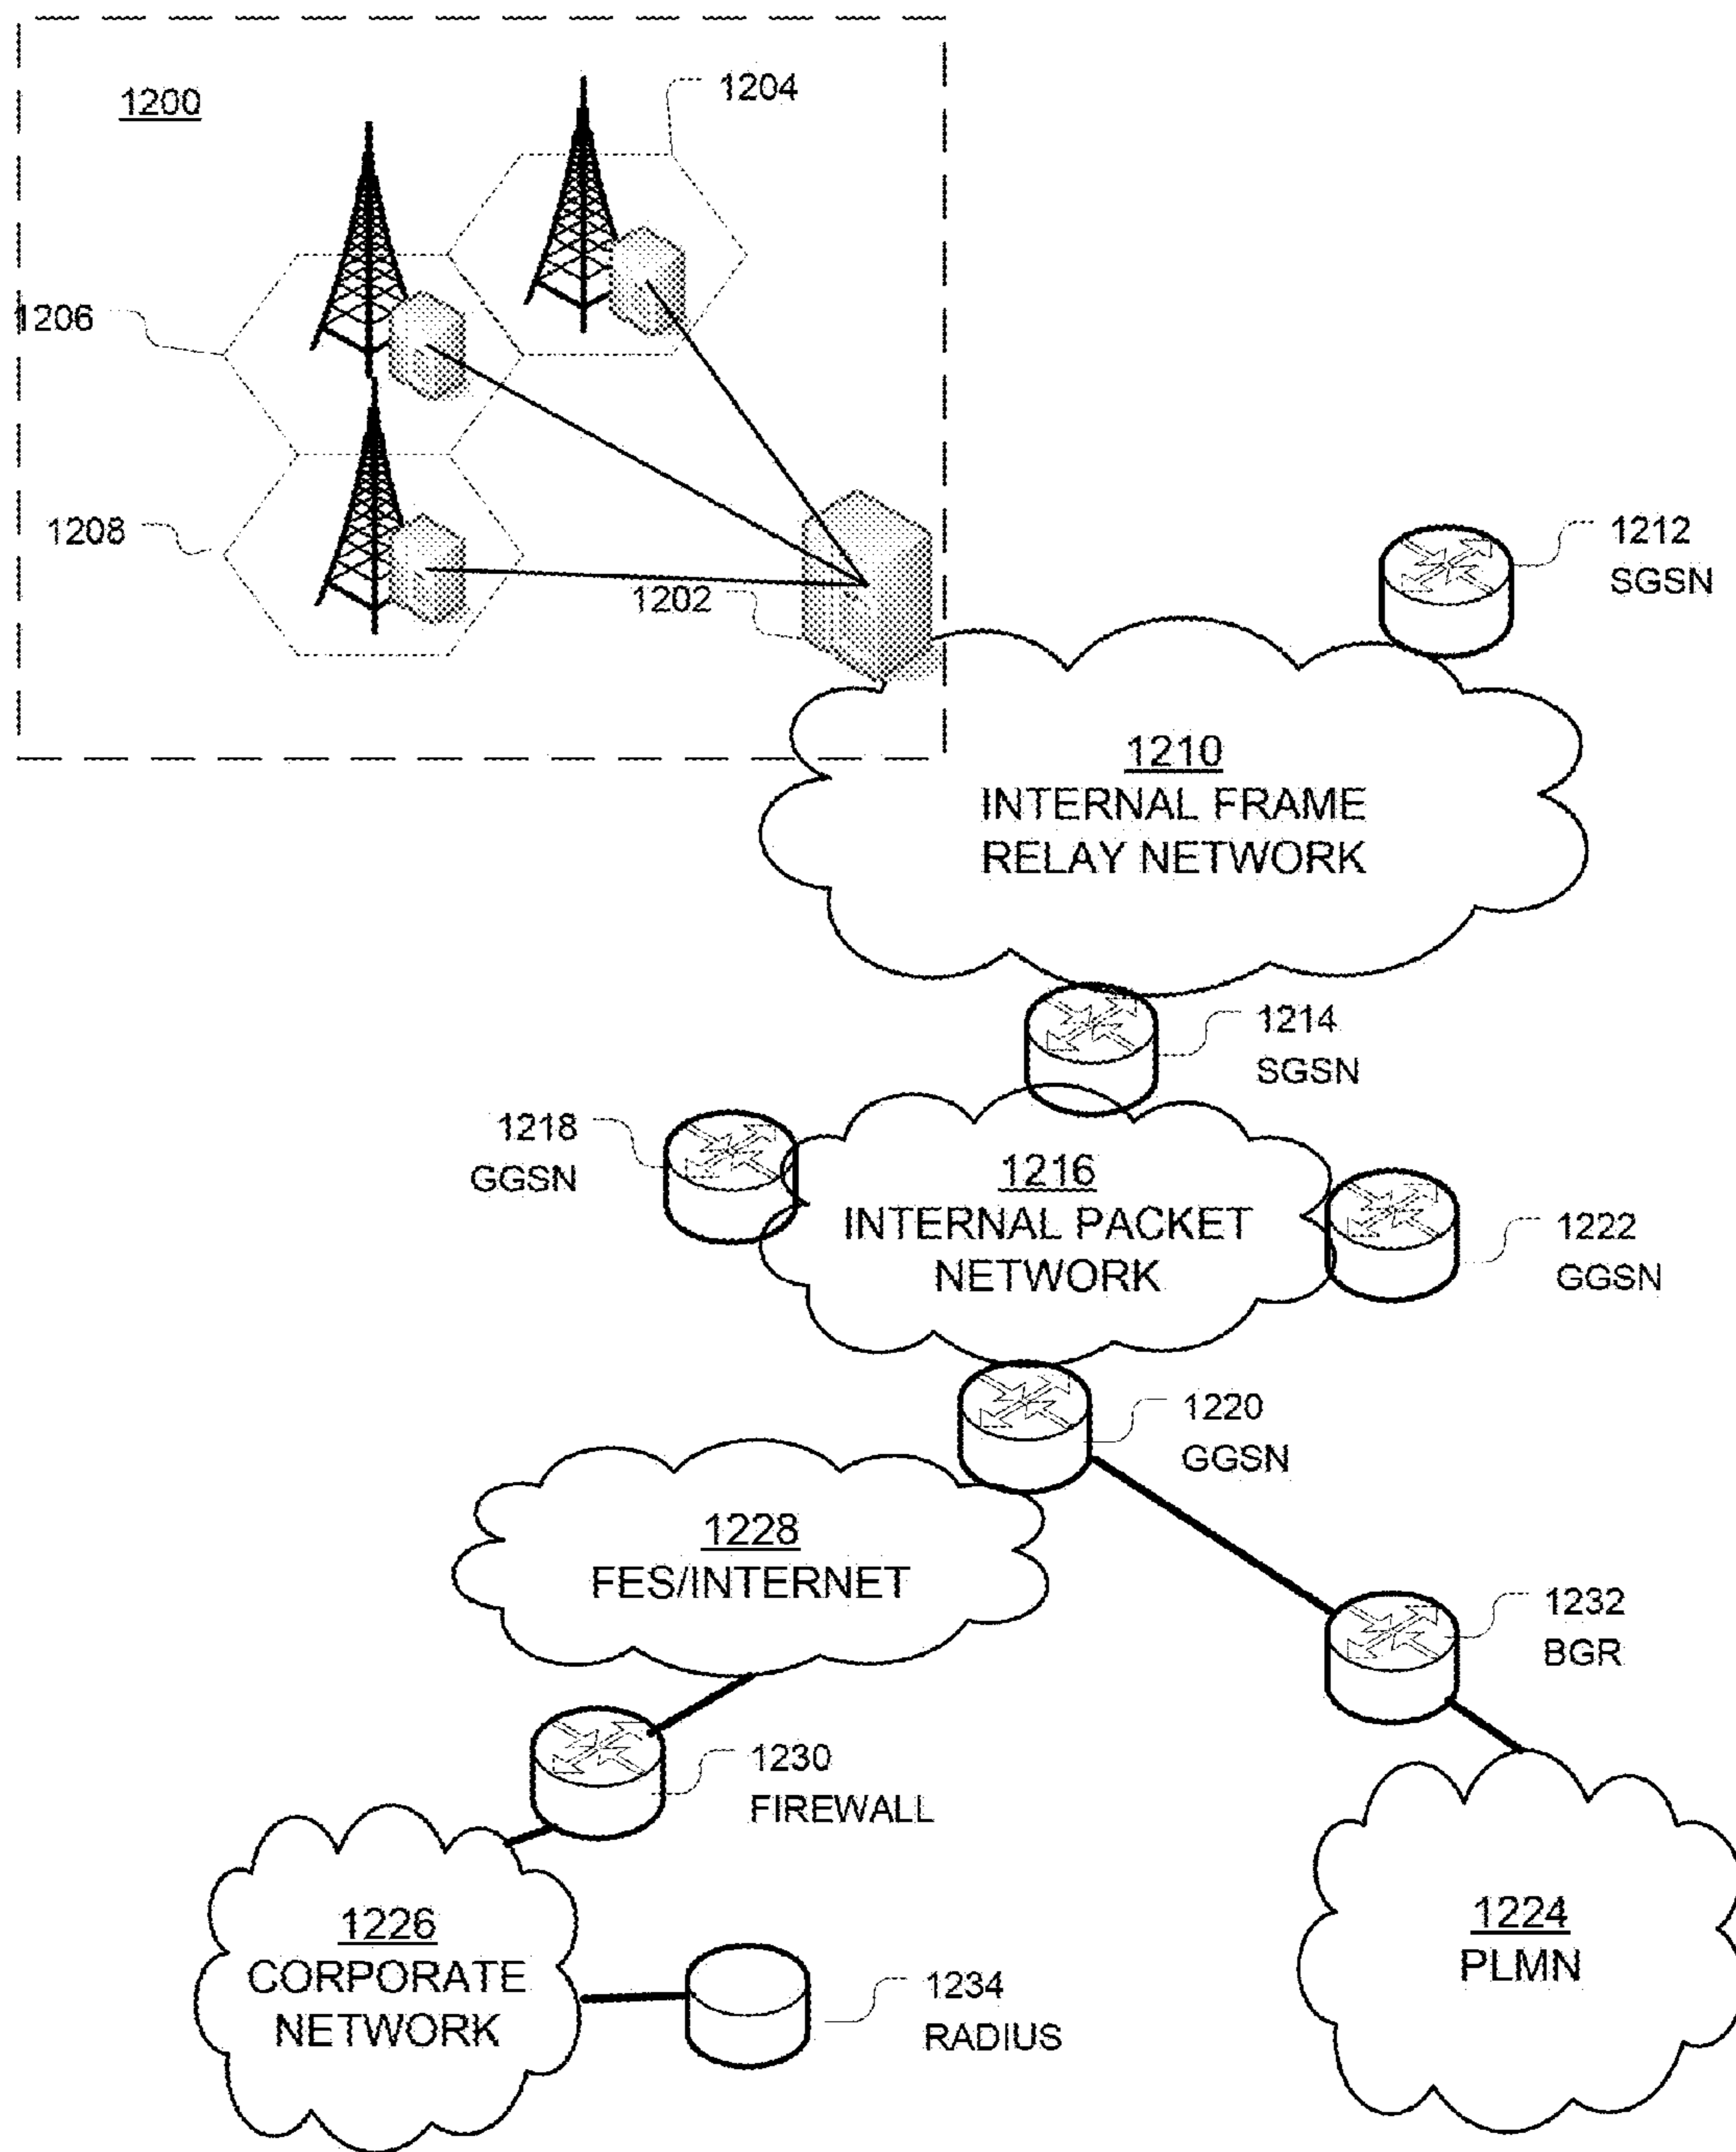 1200
1204
1206
1208
1202
1212
SGSN
1210
INTERNAL FRAME
RELAY NETWORK
1214
SGSN
1218
GGSN
1216
INTERNAL PACKET
NETWORK
1222
GGSN
1220
GGSN
1228
FES/INTERNET
1232
BGR
1230
FIREWALL
1226
CORPORATE
NETWORK
1234
RADIUS
1224
PLMN